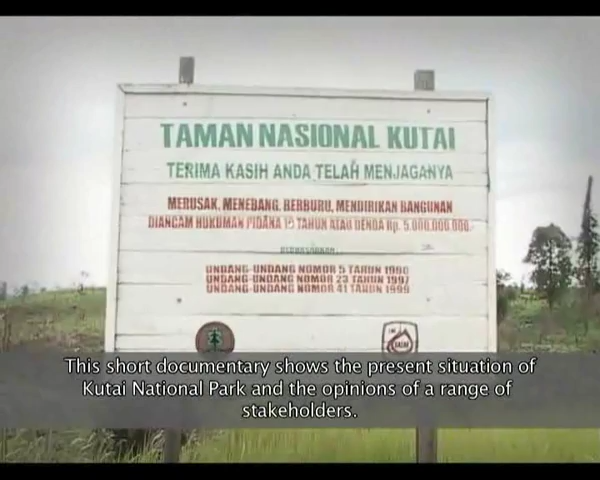 TAMAN NASIONAL KUTAI
TERIMA KASIH ANDA TELAH MENJAGANYA
MERUSAK, MENEBANG, BERBURU, MENDIRIKAN BANGUNAN
DIANCAM HUKUMAN PIDANA 15 TAHUN ATAU DENDA Rp. 5.000.000.000.-
BERDASARKAN
UNDANG-UNDANG NOMOR 5 TAHUN 1990
UNDANG-UNDANG NOMOR 23 TAHUN 1997
UNDANG-UNDANG NOMOR 41 TAHUN 1999
This short documentary shows the present situation of
Kutai National Park and the opinions of a range of
stakeholders.